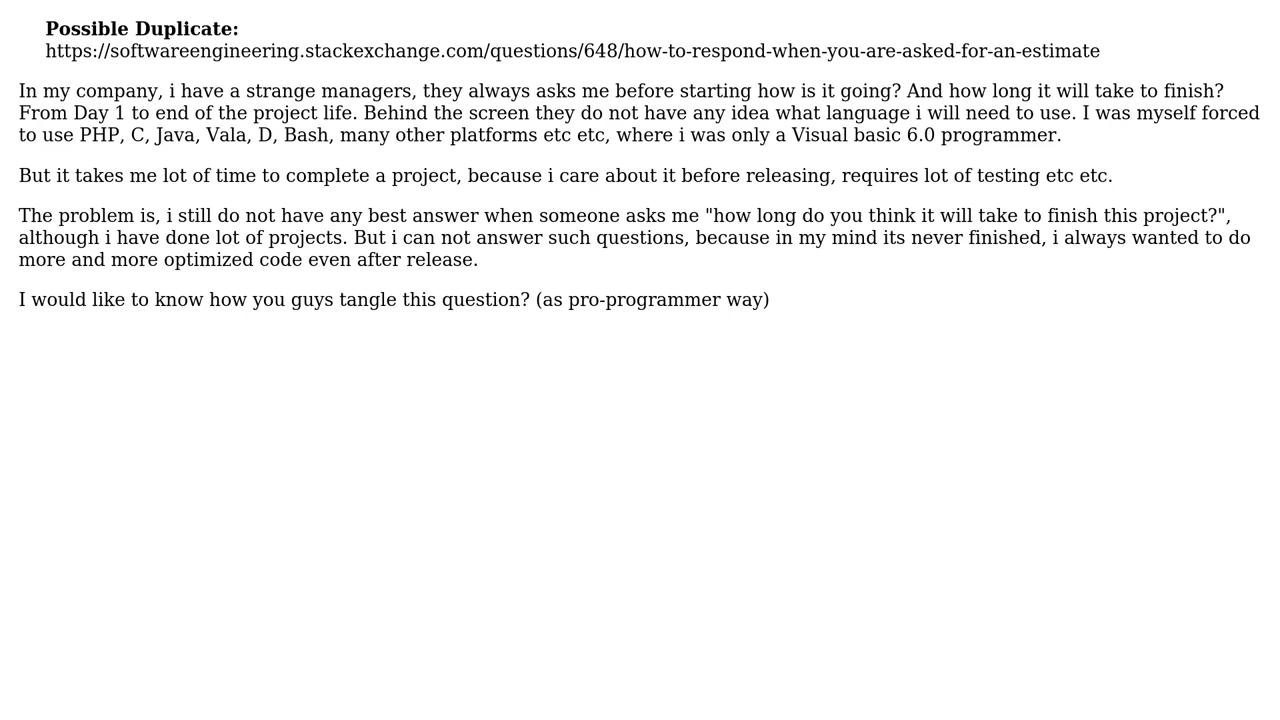 Possible Duplicate:
https://softwareengineering.stackexchange.com/questions/648/how-to-respond-when-you-are-asked-for-an-estimate
In my company, i have a strange managers, they always asks me before starting how is it going? And how long it will take to finish?
From Day 1 to end of the project life. Behind the screen they do not have any idea what language i will need to use. I was myself forced
to use PHP, C, Java, Vala, D, Bash, many other platforms etc etc, where i was only a Visual basic 6.0 programmer.
But it takes me lot of time to complete a project, because i care about it before releasing, requires lot of testing etc etc.
The problem is, i still do not have any best answer when someone asks me "how long do you think it will take to finish this project?",
although i have done lot of projects. But i can not answer such questions, because in my mind its never finished, i always wanted to do
more and more optimized code even after release.
I would like to know how you guys tangle this question? (as pro-programmer way)